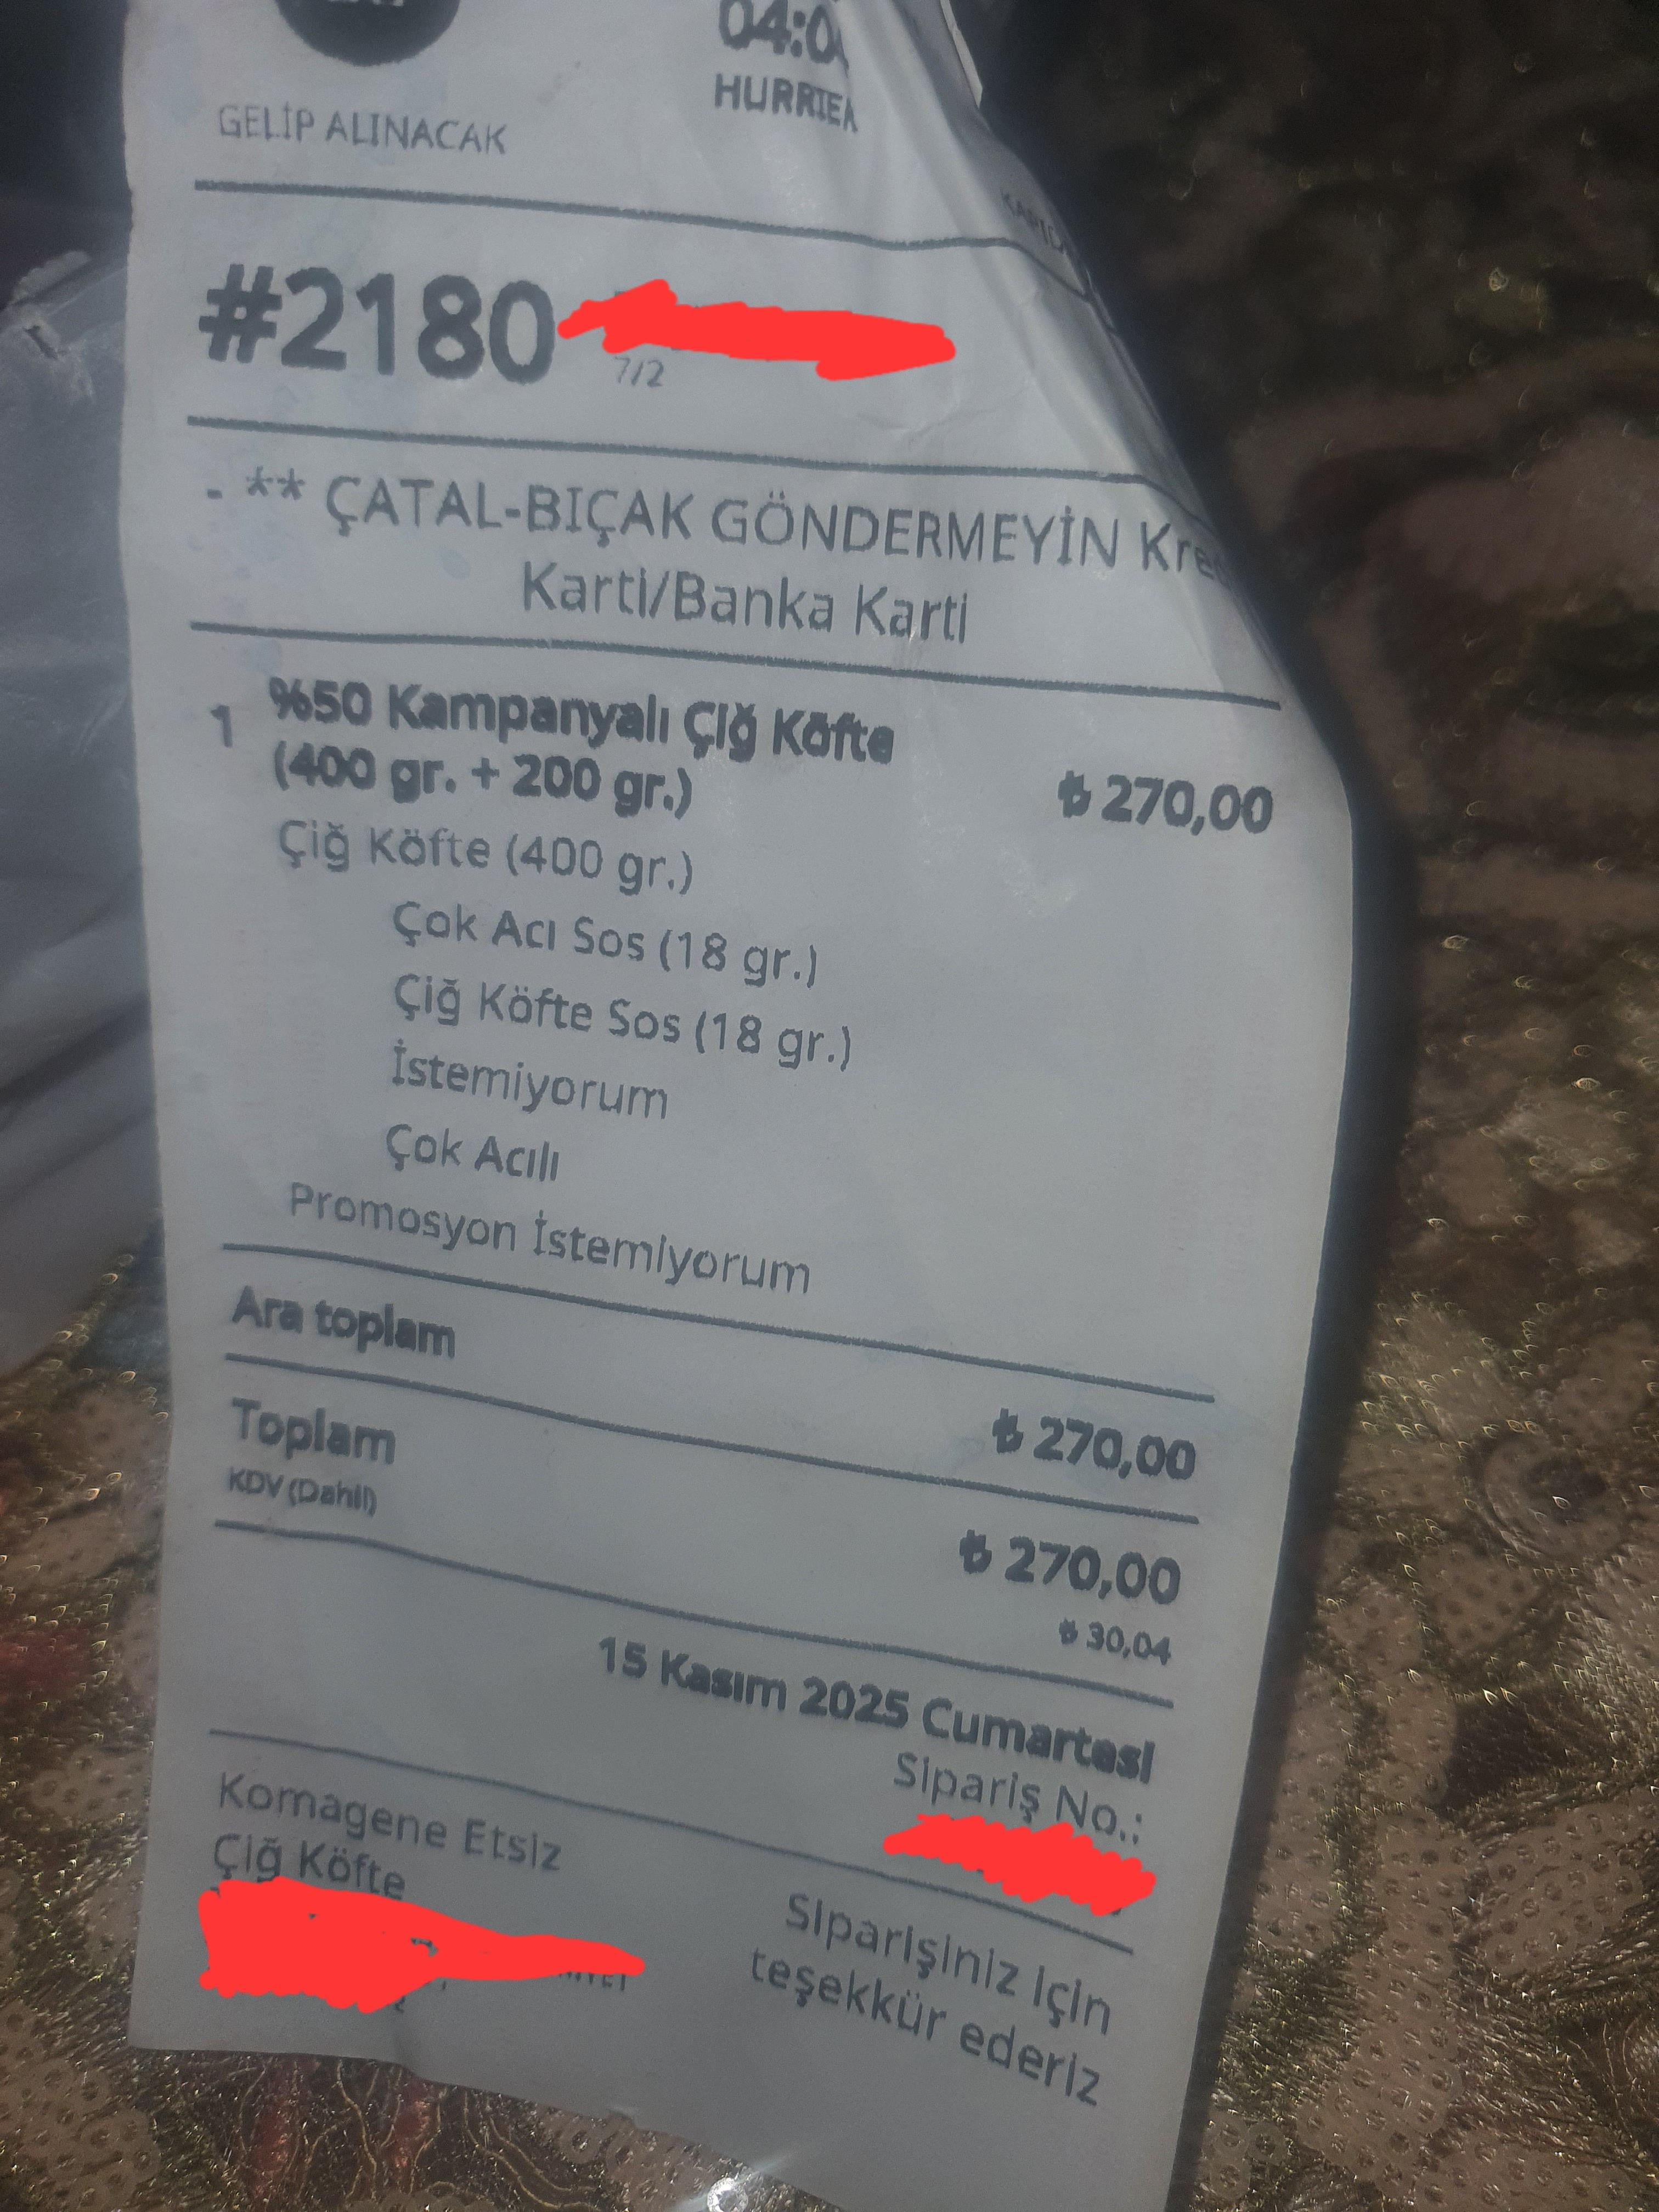 GELİP ALINACAK
#2180
7/2
- ** ÇATAL-BIÇAK GÖNDERMEYİN
Karti/Banka Karti
1 %50 Kampanyalı Çiğ Köfte
(400 gr. + 200 gr.) ₺ 270,00
Çiğ Köfte (400 gr.)
Çok Acı Sos (18 gr.)
Çiğ Köfte Sos (18 gr.)
İstemiyorum
Çok Acılı
Promosyon İstemiyorum
Ara toplam ₺ 270,00
Toplam ₺ 270,00
KDV (Dahil) ₺ 30,04
15 Kasım 2025 Cumartesi
Sipariş No.:
Komagene Etsiz
Çiğ Köfte
Siparişiniz için
teşekkür ederiz